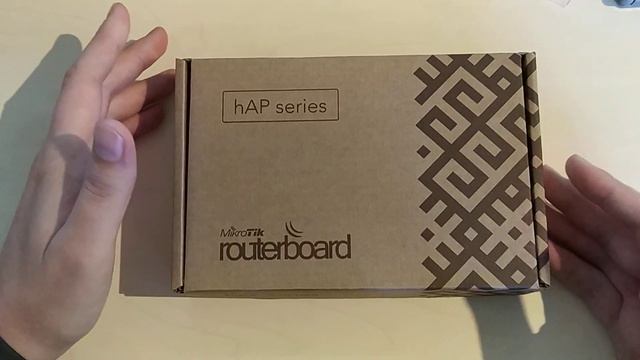 hAP series
MikroTik
routerboard